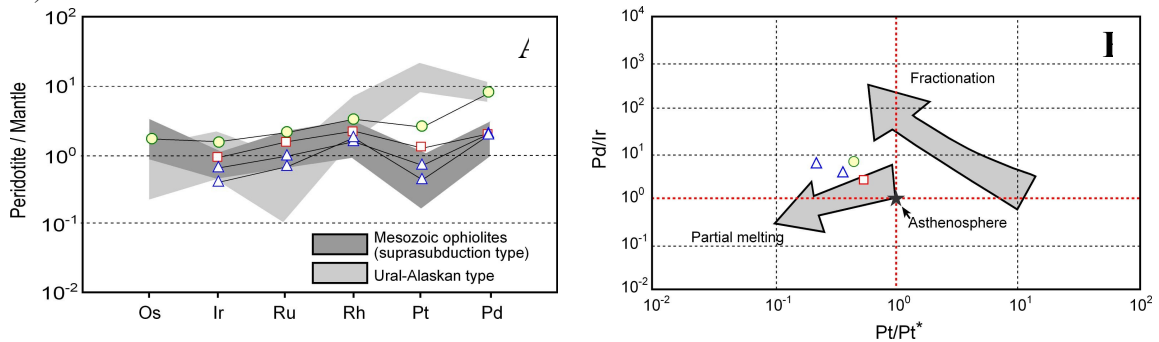 10²
10¹
10⁰
10⁻¹
10⁻²
Peridotite / Mantle
Mesozoic ophiolites
(suprasubduction type)
Ural-Alaskan type
Os Ir Ru Rh Pt Pd
10⁴
10³
10²
10¹
10⁰
10⁻¹
10⁻²
Pd/Ir
Fractionation
Asthenosphere
Partial melting
10⁻² 10⁻¹ 10⁰ 10¹ 10²
Pt/Pt*